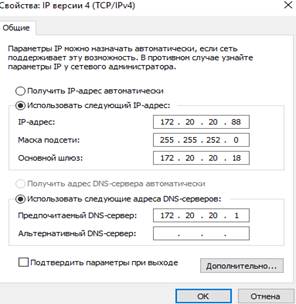 Свойства: IP версии 4 (TCP/IPv4)
Общие
Параметры IP можно назначать автоматически, если сеть
поддерживает эту возможность. В противном случае узнайте
параметры IP у сетевого администратора.
Получить IP-адрес автоматически
Использовать следующий IP-адрес:
IP-адрес: 172 . 20 . 20 . 88
Маска подсети: 255 . 255 . 252 . 0
Основной шлюз: 172 . 20 . 20 . 18
Получить адрес DNS-сервера автоматически
Использовать следующие адреса DNS-серверов:
Предпочитаемый DNS-сервер: 172 . 20 . 20 . 1
Альтернативный DNS-сервер: . . .
Подтвердить параметры при выходе
Дополнительно...
OK Отмена